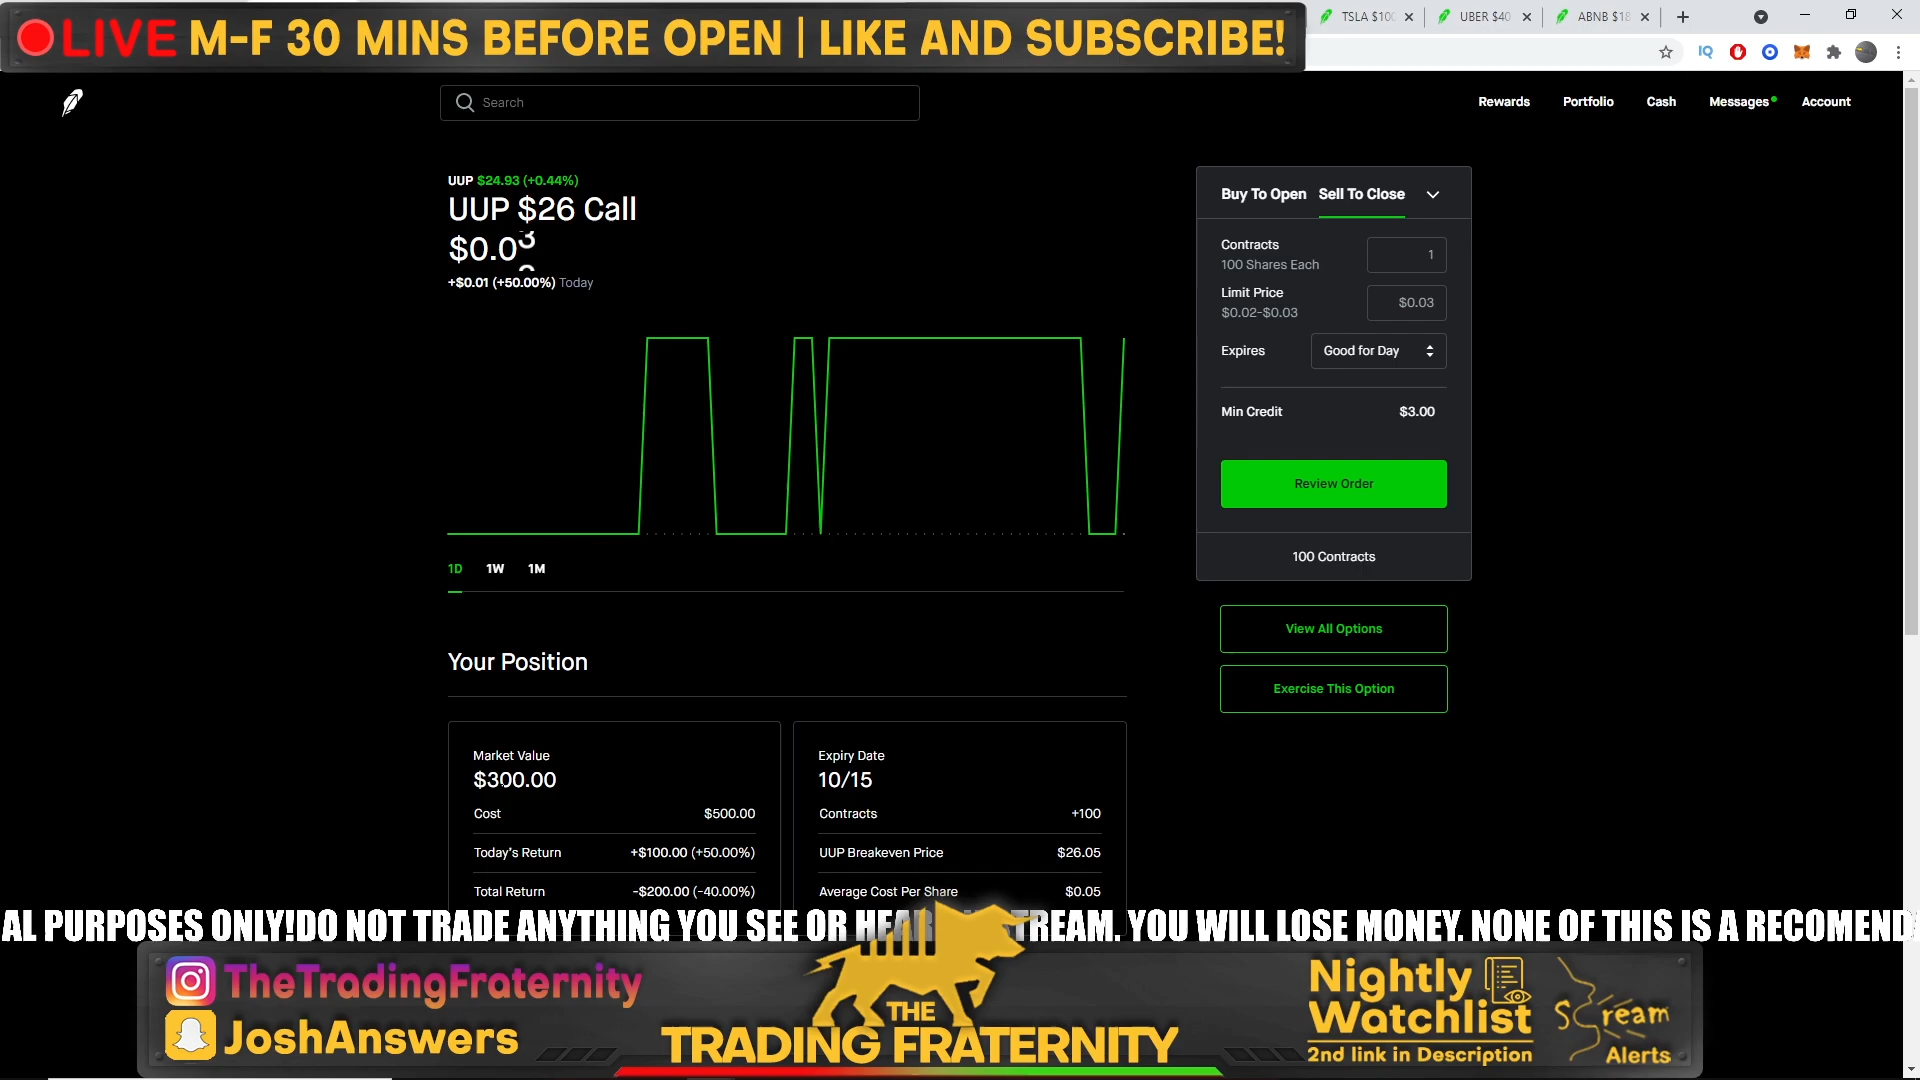 LIVE M-F 30 MINS BEFORE OPEN | LIKE AND SUBSCRIBE!
TSLA $100
UBER $40
ABNB $18
Search
Rewards
Portfolio
Cash
Messages
Account
UUP $24.93 (+0.44%)
UUP $26 Call
$0.03
+$0.01 (+50.00%) Today
1D 1W 1M
Buy To Open Sell To Close
Contracts 1
100 Shares Each
Limit Price $0.03
$0.02-$0.03
Expires Good for Day
Min Credit $3.00
Review Order
100 Contracts
View All Options
Exercise This Option
Your Position
Market Value
$300.00
Cost $500.00
Today's Return +$100.00 (+50.00%)
Total Return -$200.00 (-40.00%)
Expiry Date
10/15
Contracts +100
UUP Breakeven Price $26.05
Average Cost Per Share $0.05
AL PURPOSES ONLY!DO NOT TRADE ANYTHING YOU SEE OR TREAM. YOU WILL LOSE MONEY. NONE OF THIS IS A RECOMEND
TheTradingFraternity
JoshAnswers
THE
TRADING FRATERNITY
Nightly
Watchlist
2nd link in Description
Scream
Alerts